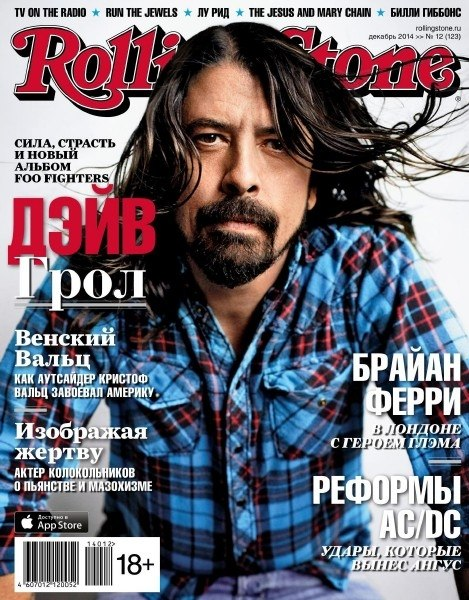 TV ON THE RADIO ★ RUN THE JEWELS ★ ЛУ РИД ★ THE JESUS AND MARY CHAIN ★ БИЛЛИ ГИББОНС
rollingstone.ru
декабрь 2014 >> № 12 (123)
Rolling Stone
®
СИЛА, СТРАСТЬ
И НОВЫЙ
АЛЬБОМ
FOO FIGHTERS
ДЭЙВ
Грол
Венский
Вальц
КАК АУТСАЙДЕР КРИСТОФ
ВАЛЬЦ ЗАВОЕВАЛ АМЕРИКУ
Изображая
жертву
АКТЕР КОЛОКОЛЬНИКОВ
О ПЬЯНСТВЕ И МАЗОХИЗМЕ
БРАЙАН
ФЕРРИ
В ЛОНДОНЕ
С ГЕРОЕМ ГЛЭМА
РЕФОРМЫ
AC/DC
УДАРЫ, КОТОРЫЕ
ВЫНЕС АНГУС
Доступно в
App Store
14012
4 607012 120052
18+